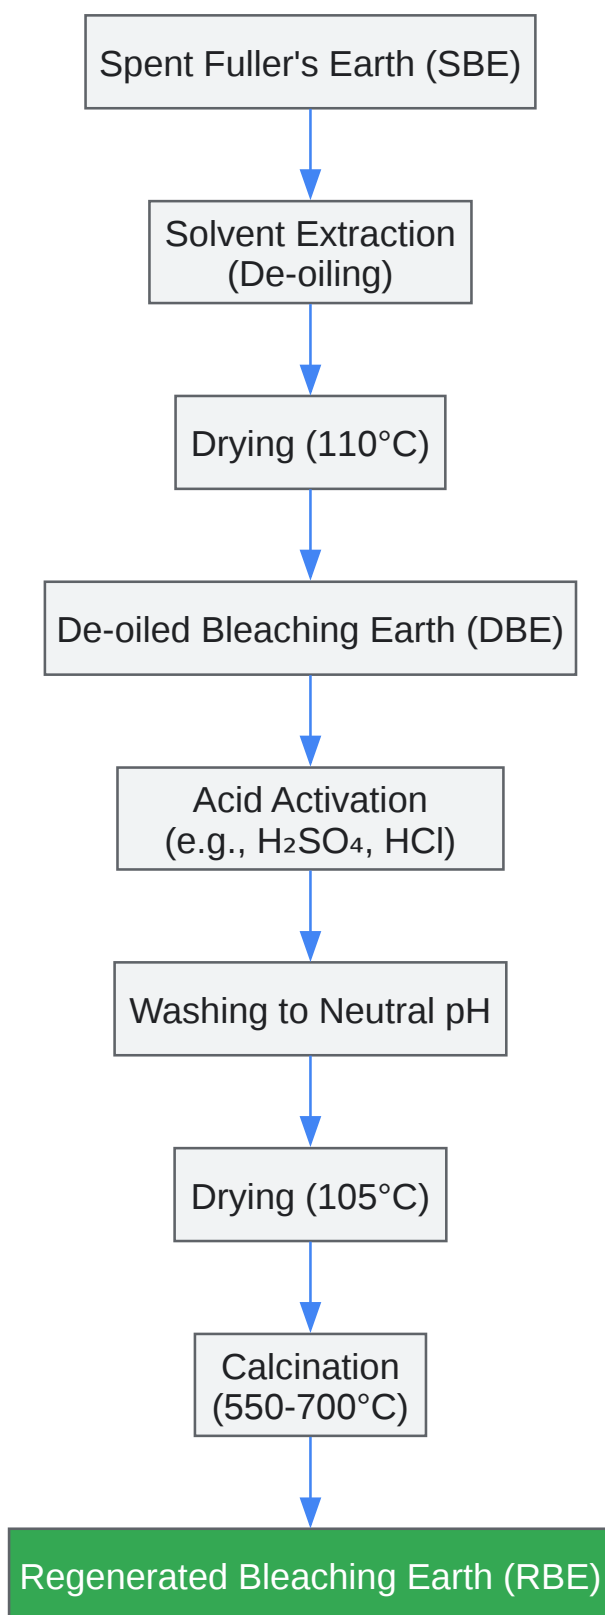 Spent Fuller's Earth (SBE)
Solvent Extraction
(De-oiling)
Drying (110°C)
De-oiled Bleaching Earth (DBE)
Acid Activation
(e.g., H₂SO₄, HCl)
Washing to Neutral pH
Drying (105°C)
Calcination
(550-700°C)
Regenerated Bleaching Earth (RBE)